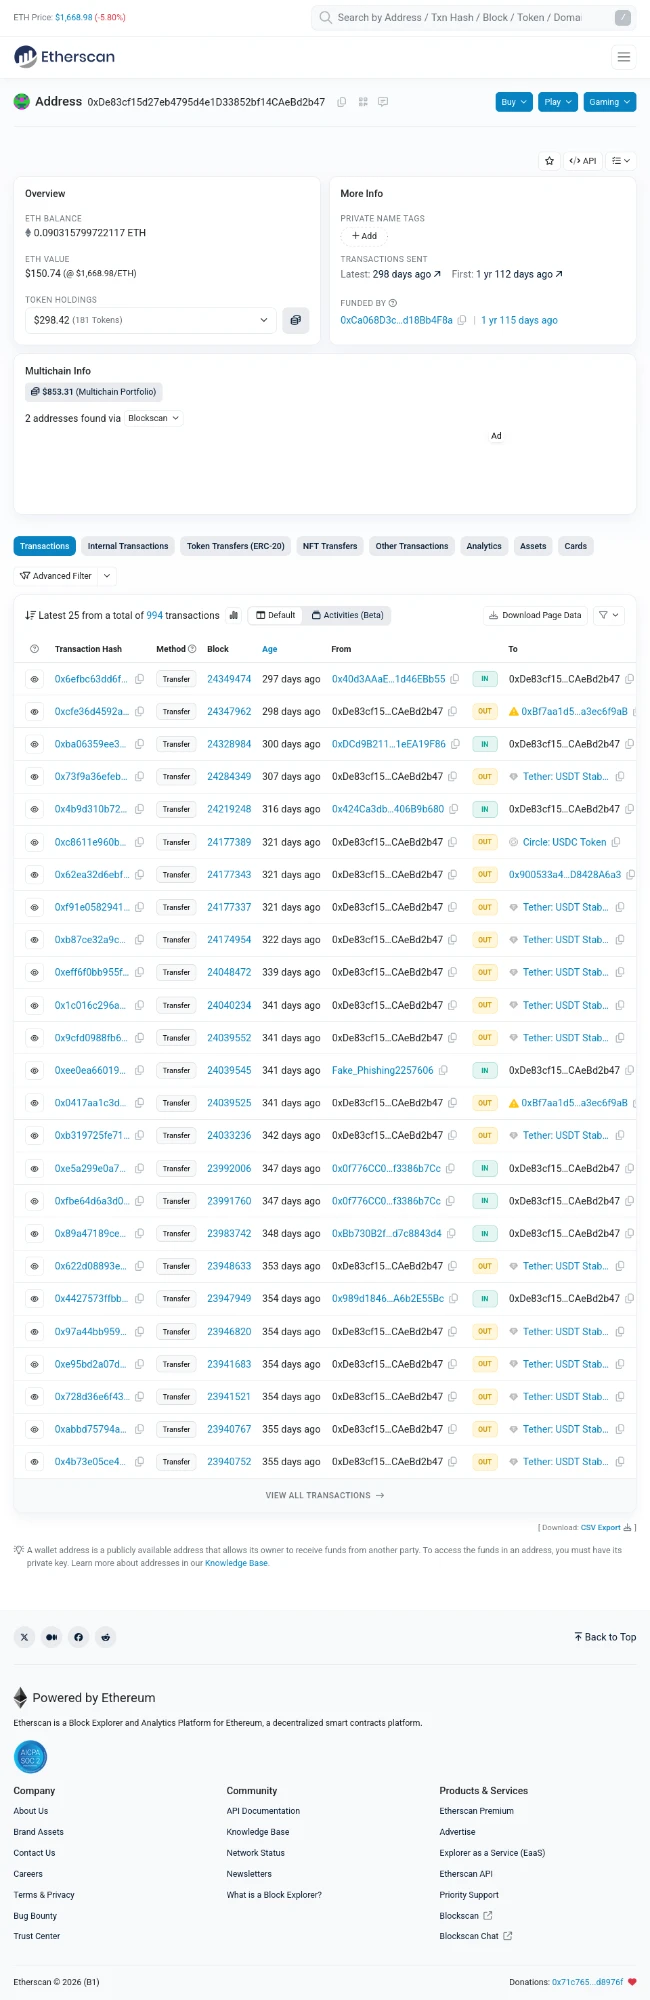 ETH Price: $1,668.98 (-5.80%)
Search by Address / Txn Hash / Block / Token / Domai
/
Etherscan
Address 0xDe83cf15d27eb4795d4e1D33852bf14CAeBd2b47
Buy Play Gaming
API
Overview
ETH BALANCE
0.090315799722117 ETH
ETH VALUE
$150.74 (@ $1,668.98/ETH)
TOKEN HOLDINGS
$298.42 (181 Tokens)
More Info
PRIVATE NAME TAGS
+ Add
TRANSACTIONS SENT
Latest: 298 days ago First: 1 yr 112 days ago
FUNDED BY
0xCa068D3c...d18Bb4F8a | 1 yr 115 days ago
Multichain Info
$853.31 (Multichain Portfolio)
2 addresses found via Blockscan
Ad
Transactions Internal Transactions Token Transfers (ERC-20) NFT Transfers Other Transactions Analytics Assets Cards
Advanced Filter
Latest 25 from a total of 994 transactions Default Activities (Beta) Download Page Data
Transaction Hash Method Block Age From To
0x6efbc63dd6f... Transfer 24349474 297 days ago 0x40d3AAaE...1d46EBb55 IN 0xDe83cf15...CAeBd2b47
0xcfe36d4592a... Transfer 24347962 298 days ago 0xDe83cf15...CAeBd2b47 OUT 0xBf7aa1d5...a3ec6f9aB
0xba06359ee3... Transfer 24328984 300 days ago 0xDCd9B211...1eEA19F86 IN 0xDe83cf15...CAeBd2b47
0x73f9a36efeb... Transfer 24284349 307 days ago 0xDe83cf15...CAeBd2b47 OUT Tether: USDT Stab...
0x4b9d310b72... Transfer 24219248 316 days ago 0x424Ca3db...406B9b680 IN 0xDe83cf15...CAeBd2b47
0xc8611e960b... Transfer 24177389 321 days ago 0xDe83cf15...CAeBd2b47 OUT Circle: USDC Token
0x62ea32d6ebf... Transfer 24177343 321 days ago 0xDe83cf15...CAeBd2b47 OUT 0x900533a4...D8428A6a3
0xf91e0582941... Transfer 24177337 321 days ago 0xDe83cf15...CAeBd2b47 OUT Tether: USDT Stab...
0xb87ce32a9c... Transfer 24174954 322 days ago 0xDe83cf15...CAeBd2b47 OUT Tether: USDT Stab...
0xeff6f0bb955f... Transfer 24048472 339 days ago 0xDe83cf15...CAeBd2b47 OUT Tether: USDT Stab...
0x1c016c296a... Transfer 24040234 341 days ago 0xDe83cf15...CAeBd2b47 OUT Tether: USDT Stab...
0x9cfd0988fb6... Transfer 24039552 341 days ago 0xDe83cf15...CAeBd2b47 OUT Tether: USDT Stab...
0xee0ea66019... Transfer 24039545 341 days ago Fake_Phishing2257606 IN 0xDe83cf15...CAeBd2b47
0x0417aa1c3d... Transfer 24039525 341 days ago 0xDe83cf15...CAeBd2b47 OUT 0xBf7aa1d5...a3ec6f9aB
0xb319725fe71... Transfer 24033236 342 days ago 0xDe83cf15...CAeBd2b47 OUT Tether: USDT Stab...
0xe5a299e0a7... Transfer 23992006 347 days ago 0x0f776CC0...f3386b7Cc IN 0xDe83cf15...CAeBd2b47
0xfbe64d6a3d0... Transfer 23991760 347 days ago 0x0f776CC0...f3386b7Cc IN 0xDe83cf15...CAeBd2b47
0x89a47189ce... Transfer 23983742 348 days ago 0xBb730B2f...d7c8843d4 IN 0xDe83cf15...CAeBd2b47
0x622d08893e... Transfer 23948633 353 days ago 0xDe83cf15...CAeBd2b47 OUT Tether: USDT Stab...
0x4427573ffbb... Transfer 23947949 354 days ago 0x989d1846...A6b2E55Bc IN 0xDe83cf15...CAeBd2b47
0x97a44bb959... Transfer 23946820 354 days ago 0xDe83cf15...CAeBd2b47 OUT Tether: USDT Stab...
0xe95bd2a07d... Transfer 23941683 354 days ago 0xDe83cf15...CAeBd2b47 OUT Tether: USDT Stab...
0x728d36e6f43... Transfer 23941521 354 days ago 0xDe83cf15...CAeBd2b47 OUT Tether: USDT Stab...
0xabbd75794a... Transfer 23940767 355 days ago 0xDe83cf15...CAeBd2b47 OUT Tether: USDT Stab...
0x4b73e05ce4... Transfer 23940752 355 days ago 0xDe83cf15...CAeBd2b47 OUT Tether: USDT Stab...
VIEW ALL TRANSACTIONS
[ Download: CSV Export ]
A wallet address is a publicly available address that allows its owner to receive funds from another party. To access the funds in an address, you must have its
private key. Learn more about addresses in our Knowledge Base.
Back to Top
Powered by Ethereum
Etherscan is a Block Explorer and Analytics Platform for Ethereum, a decentralized smart contracts platform.
AICPA
SOC 2
Company
About Us
Brand Assets
Contact Us
Careers
Terms & Privacy
Bug Bounty
Trust Center
Community
API Documentation
Knowledge Base
Network Status
Newsletters
What is a Block Explorer?
Products & Services
Etherscan Premium
Advertise
Explorer as a Service (EaaS)
Etherscan API
Priority Support
Blockscan
Blockscan Chat
Etherscan © 2026 (B1)
Donations: 0x71c765...d8976f